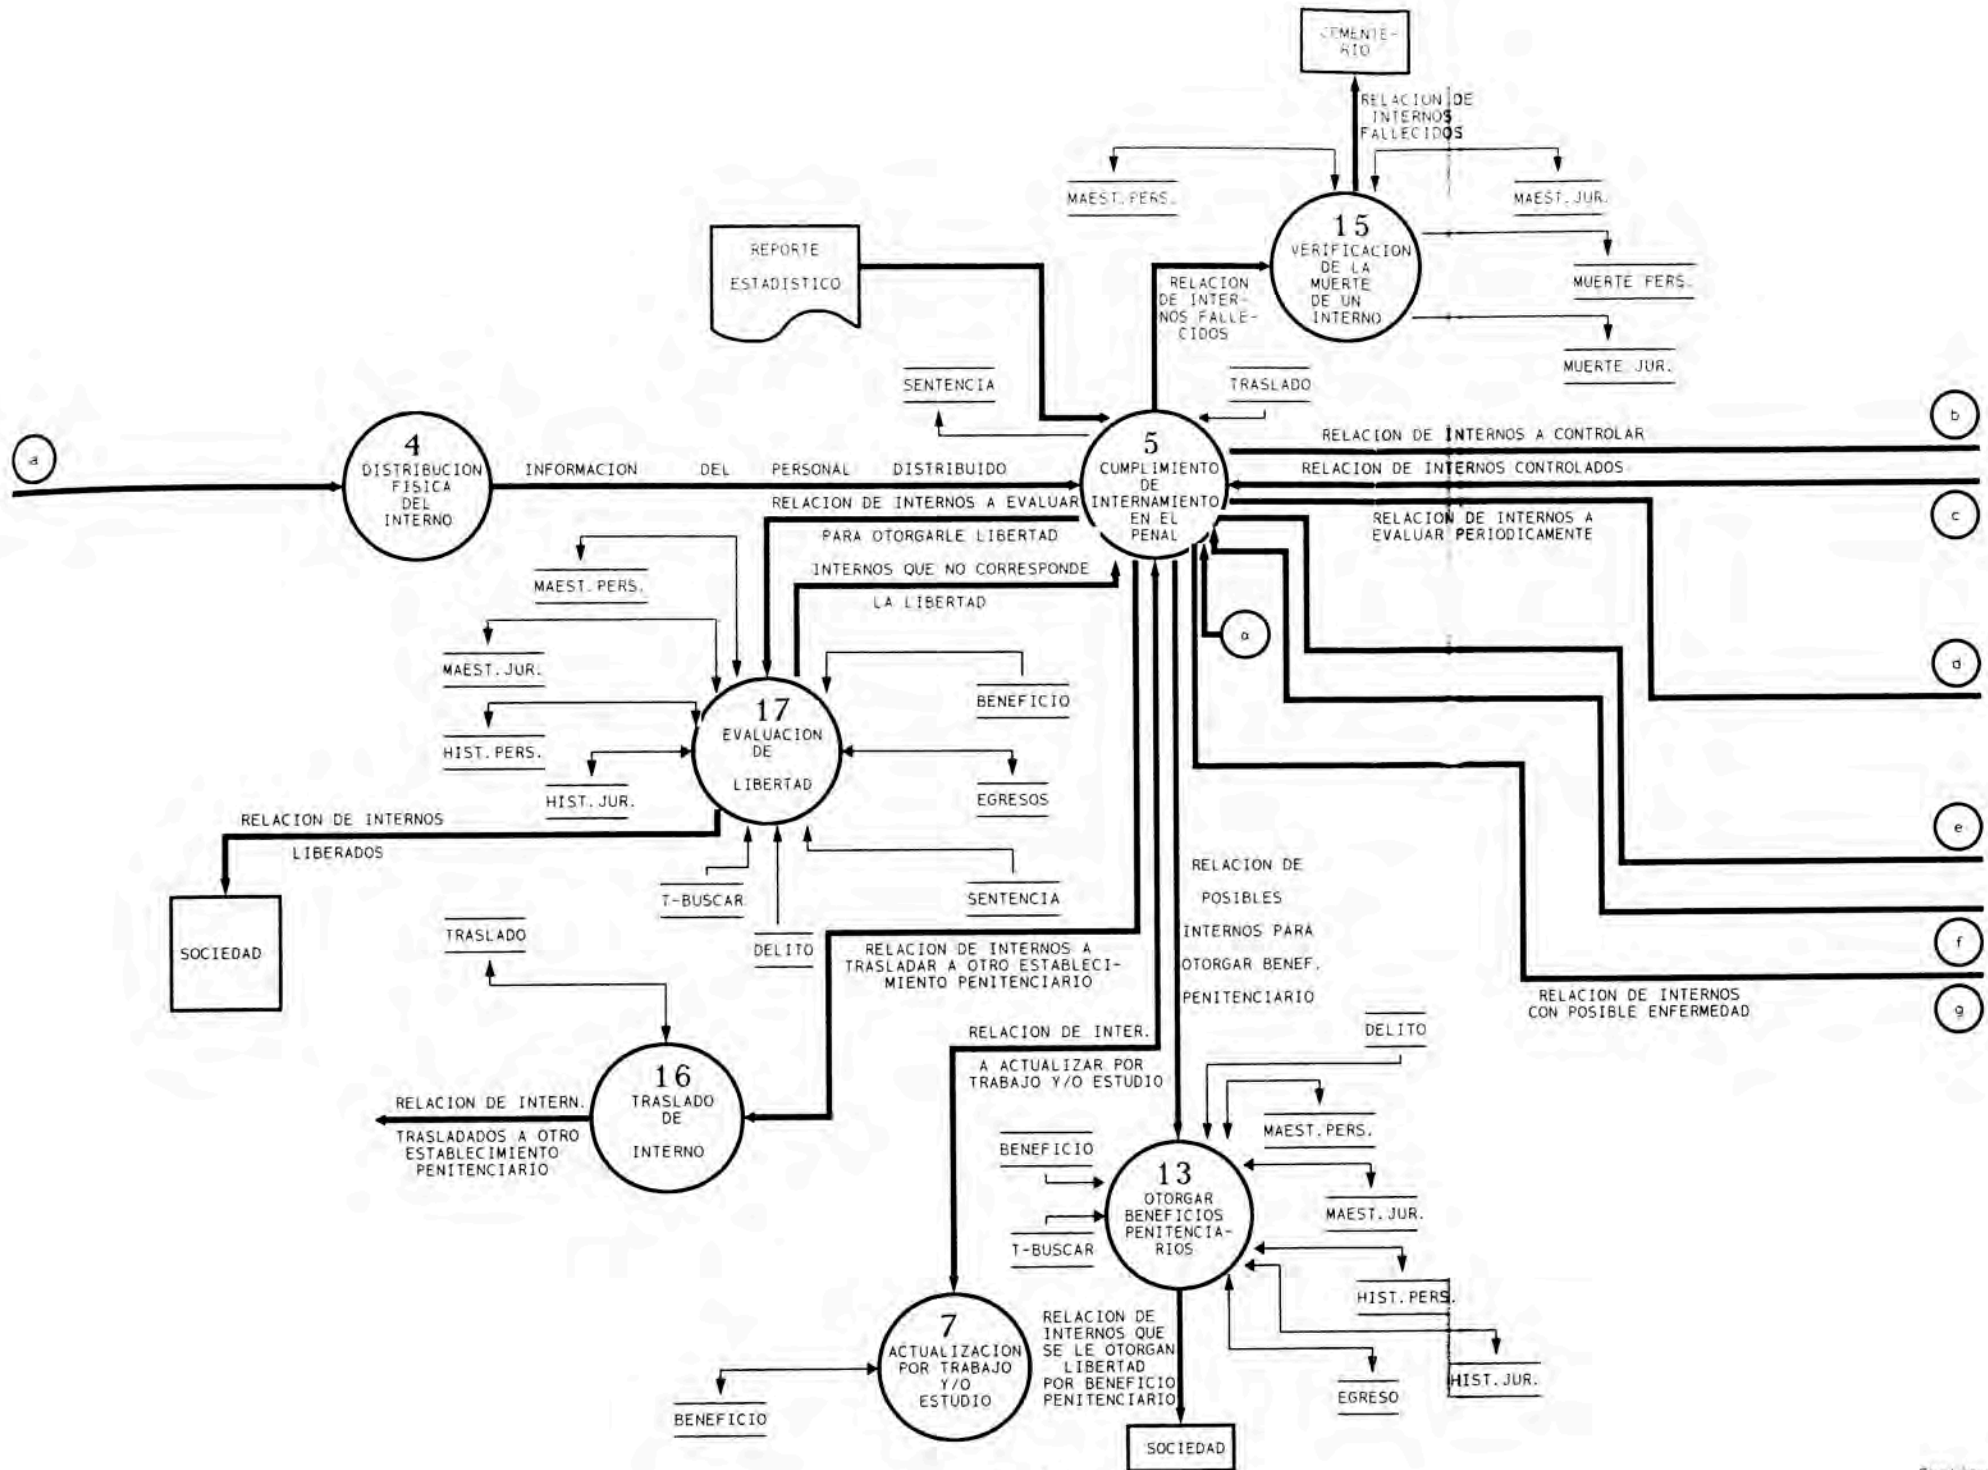 CEMENTE-
RIO
RELACION DE
INTERNOS
FALLECIDOS
MAEST.PERS.
MAEST.JUR.
15
VERIFICACION
DE LA
MUERTE
DE UN
INTERNO
MUERTE PERS.
MUERTE JUR.
REPORTE
ESTADISTICO
RELACION
DE INTER-
NOS FALLE-
CIDOS
SENTENCIA
TRASLADO
a
4
DISTRIBUCION
FISICA
DEL
INTERNO
INFORMACION DEL PERSONAL DISTRIBUIDO
5
CUMPLIMIENTO
DE
INTERNAMIENTO
EN EL
PENAL
RELACION DE INTERNOS A CONTROLAR
b
RELACION DE INTERNOS CONTROLADOS
c
RELACION DE INTERNOS A
EVALUAR PERIODICAMENTE
d
RELACION DE INTERNOS A EVALUAR
PARA OTORGARLE LIBERTAD
INTERNOS QUE NO CORRESPONDE
LA LIBERTAD
MAEST.PERS.
MAEST.JUR.
HIST.PERS.
HIST.JUR.
17
EVALUACION
DE
LIBERTAD
BENEFICIO
EGRESOS
RELACION DE INTERNOS
LIBERADOS
SOCIEDAD
T-BUSCAR
DELITO
SENTENCIA
e
f
RELACION DE INTERNOS
CON POSIBLE ENFERMEDAD
g
TRASLADO
RELACION DE INTERNOS A
TRASLADAR A OTRO ESTABLECI-
MIENTO PENITENCIARIO
RELACION DE
POSIBLES
INTERNOS PARA
OTORGAR BENEF.
PENITENCIARIO
16
TRASLADO
DE
INTERNO
RELACION DE INTERN.
TRASLADADOS A OTRO
ESTABLECIMIENTO
PENITENCIARIO
RELACION DE INTER.
A ACTUALIZAR POR
TRABAJO Y/O ESTUDIO
DELITO
MAEST.PERS.
BENEFICIO
T-BUSCAR
13
OTORGAR
BENEFICIOS
PENITENCIA-
RIOS
MAEST.JUR.
HIST.PERS.
HIST.JUR.
EGRESO
7
ACTUALIZACION
POR TRABAJO
Y/O
ESTUDIO
BENEFICIO
RELACION DE
INTERNOS QUE
SE LE OTORGAN
LIBERTAD
POR BENEFICIO
PENITENCIARIO
SOCIEDAD